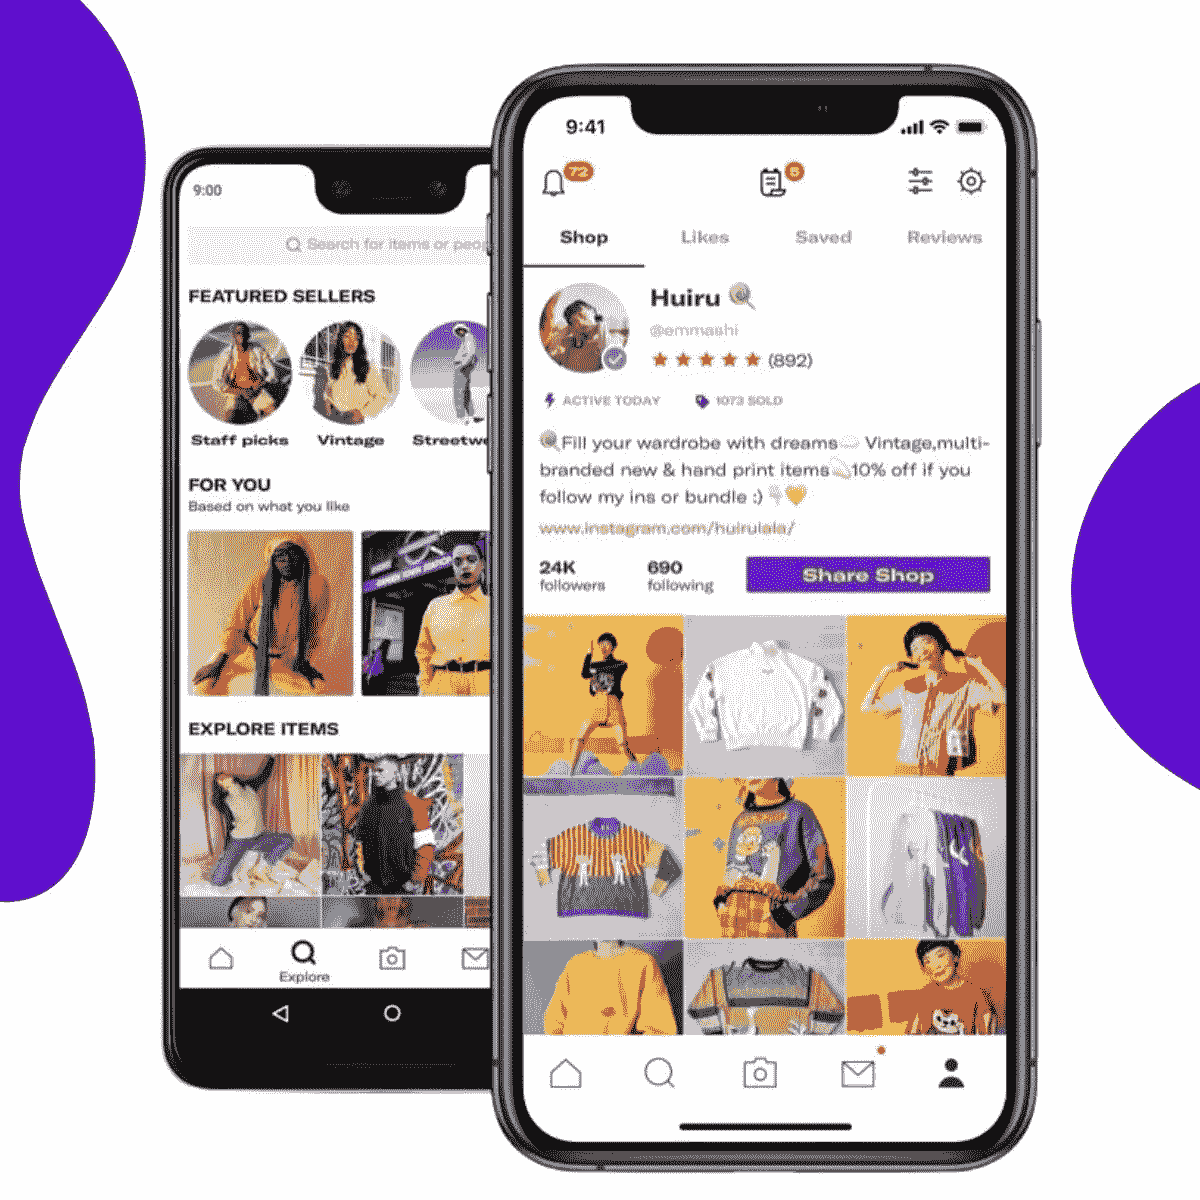 9:00
Search for items or
FEATURED SELLERS
Staff picks
Vintage
Streetwe
FOR YOU
Based on what you like
EXPLORE ITEMS
Explore
9:41
72
Shop
Likes
Saved
Reviews
Huiru
@emmashi
(892)
ACTIVE TODAY
1073 SOLD
Fill your wardrobe with dreams Vintage,multi-
branded new & hand print items 10% off if you
follow my ins or bundle :)
www.instagram.com/huirulala/
24K
followers
690
following
Share Shop